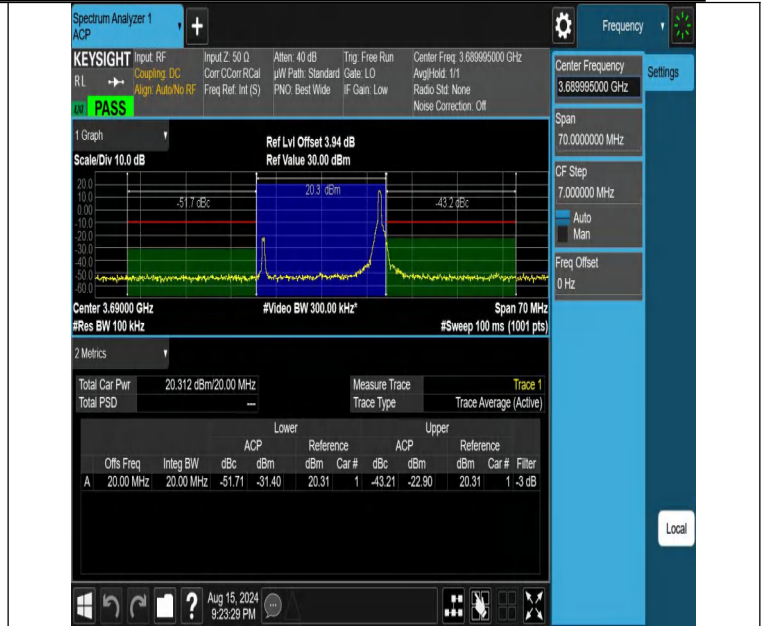 Spectrum Analyzer 1
ACP
+
Frequency
KEYSIGHT Input: RF Input Z: 50 Ω Atten: 40 dB Trig: Free Run Center Freq: 3.689995000 GHz
RL Coupling: DC Corr CCorr RCal µW Path: Standard Gate: LO Avg|Hold: 1/1
Align: Auto/No RF Freq Ref: Int (S) PNO: Best Wide IF Gain: Low Radio Std: None
PASS Noise Correction: Off
Center Frequency
3.689995000 GHz
Settings
Span
70.0000000 MHz
CF Step
7.000000 MHz
Auto
Man
Freq Offset
0 Hz
1 Graph
Scale/Div 10.0 dB
Ref Lvl Offset 3.94 dB
Ref Value 30.00 dBm
20.0
10.0
0.00
-10.0
-20.0
-30.0
-40.0
-50.0
-60.0
-51.7 dBc
20.3 dBm
-43.2 dBc
Center 3.69000 GHz #Video BW 300.00 kHz* Span 70 MHz
#Res BW 100 kHz #Sweep 100 ms (1001 pts)
2 Metrics
Total Car Pwr 20.312 dBm/20.00 MHz Measure Trace Trace 1
Total PSD --- Trace Type Trace Average (Active)
Lower Upper
ACP Reference ACP Reference
Offs Freq Integ BW dBc dBm dBm Car # dBc dBm dBm Car # Filter
A 20.00 MHz 20.00 MHz -51.71 -31.40 20.31 1 -43.21 -22.90 20.31 1 -3 dB
Local
? Aug 15, 2024
9:23:29 PM